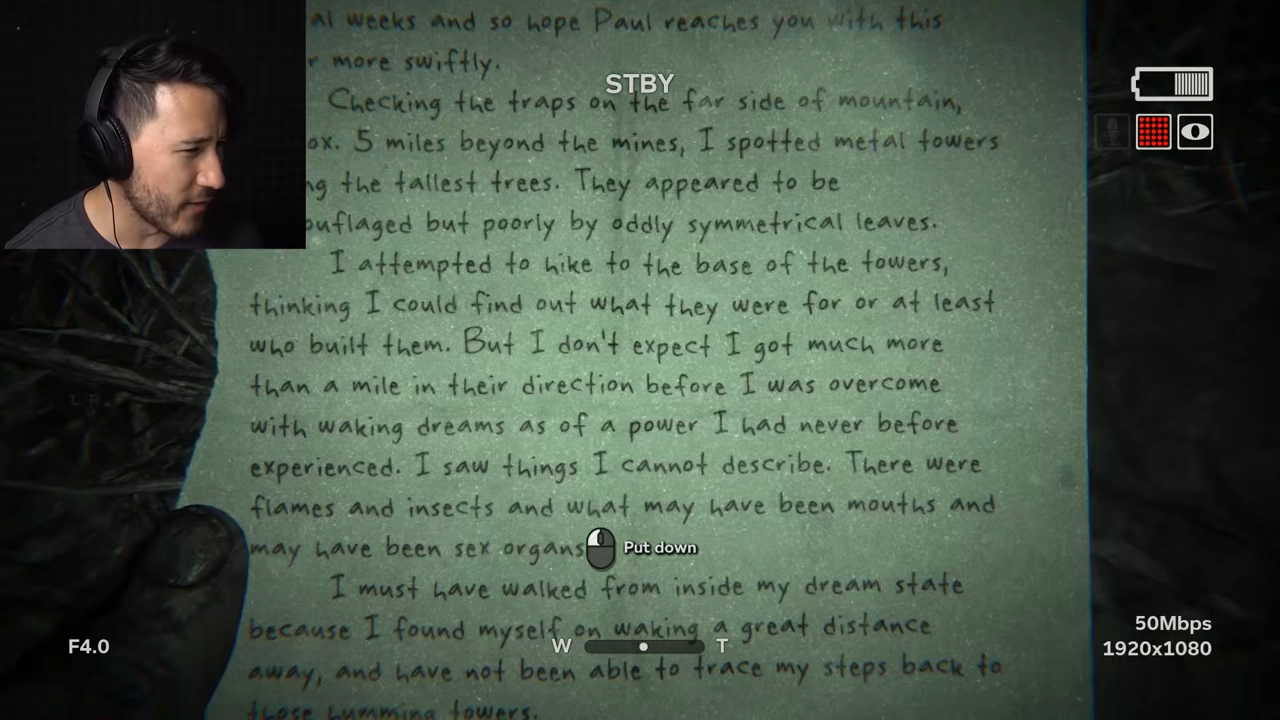 al weeks and so hope Paul reaches you with this
r more swiftly.
STBY
Checking the traps on the far side of mountain,
ox. 5 miles beyond the mines, I spotted metal towers
ng the tallest trees. They appeared to be
ouflaged but poorly by oddly symmetrical leaves.
I attempted to hike to the base of the towers,
thinking I could find out what they were for or at least
who built them. But I don't expect I got much more
than a mile in their direction before I was overcome
with waking dreams as of a power I had never before
experienced. I saw things I cannot describe. There were
flames and insects and what may have been mouths and
may have been sex organs
Put down
I must have walked from inside my dream state
because I found myself on waking a great distance
W T
away, and have not been able to trace my steps back to
those humming towers.
F4.0
50Mbps
1920x1080